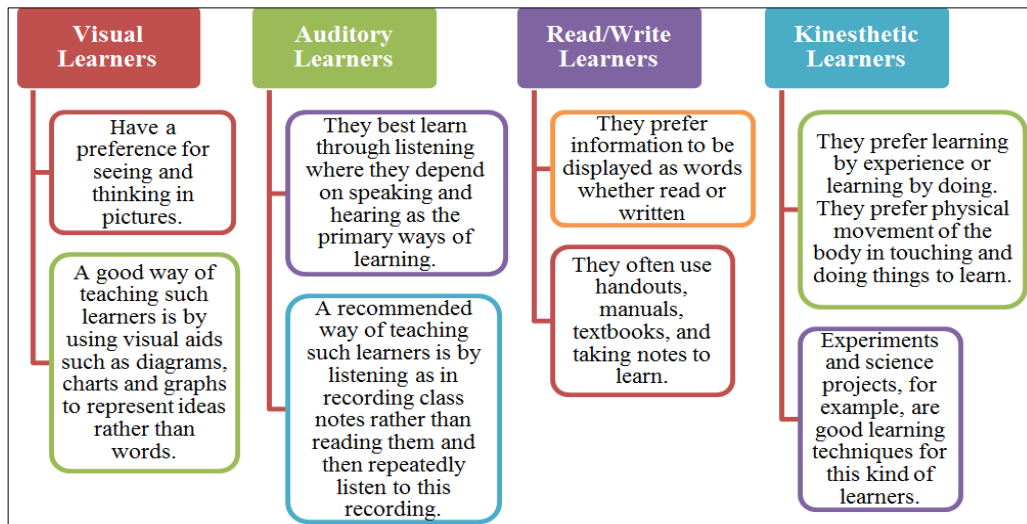 Visual
Learners
Have a
preference for
seeing and
thinking in
pictures.
A good way of
teaching such
learners is by
using visual aids
such as diagrams,
charts and graphs
to represent ideas
rather than
words.
Auditory
Learners
They best learn
through listening
where they depend
on speaking and
hearing as the
primary ways of
learning.
A recommended
way of teaching
such learners is by
listening as in
recording class
notes rather than
reading them and
then repeatedly
listen to this
recording.
Read/Write
Learners
They prefer
information to be
displayed as words
whether read or
written
They often use
handouts,
manuals,
textbooks, and
taking notes to
learn.
Kinesthetic
Learners
They prefer learning
by experience or
learning by doing.
They prefer physical
movement of the
body in touching and
doing things to learn.
Experiments
and science
projects, for
example, are
good learning
techniques for
this kind of
learners.